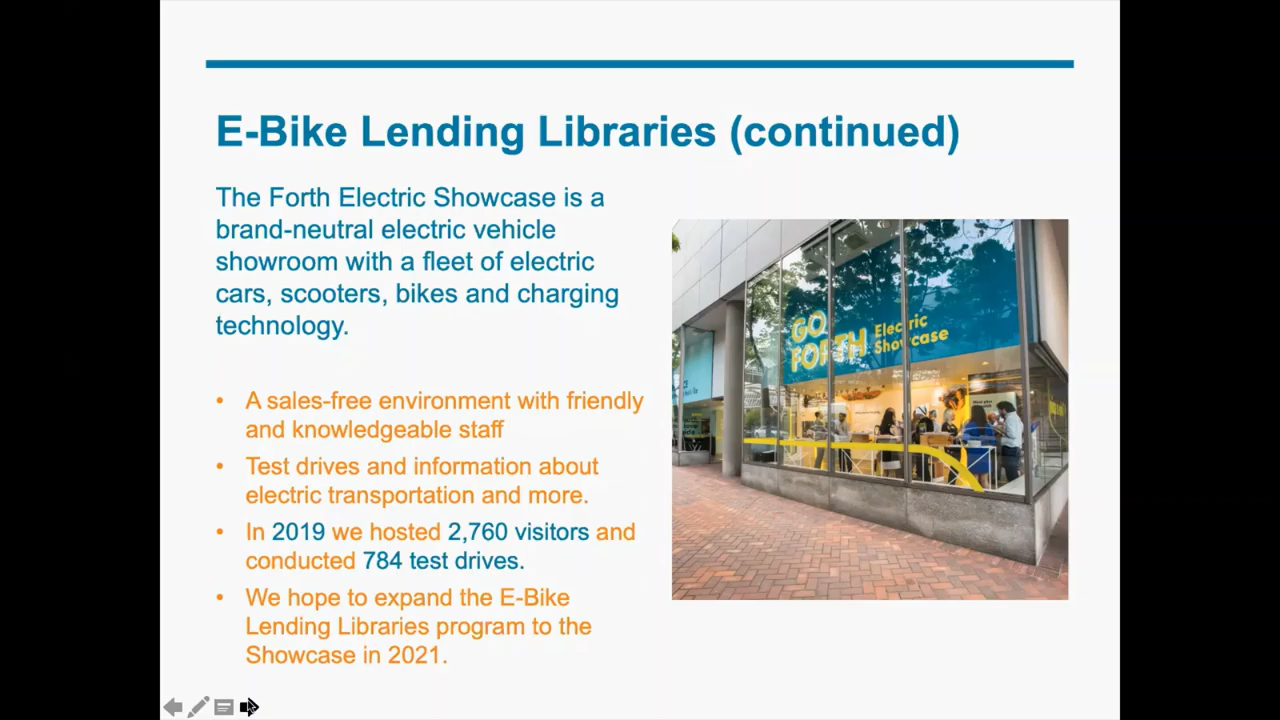 E-Bike Lending Libraries (continued)
The Forth Electric Showcase is a
brand-neutral electric vehicle
showroom with a fleet of electric
cars, scooters, bikes and charging
technology.
• A sales-free environment with friendly
and knowledgeable staff
• Test drives and information about
electric transportation and more.
• In 2019 we hosted 2,760 visitors and
conducted 784 test drives.
• We hope to expand the E-Bike
Lending Libraries program to the
Showcase in 2021.
GO
FORTH
Electric
Showcase